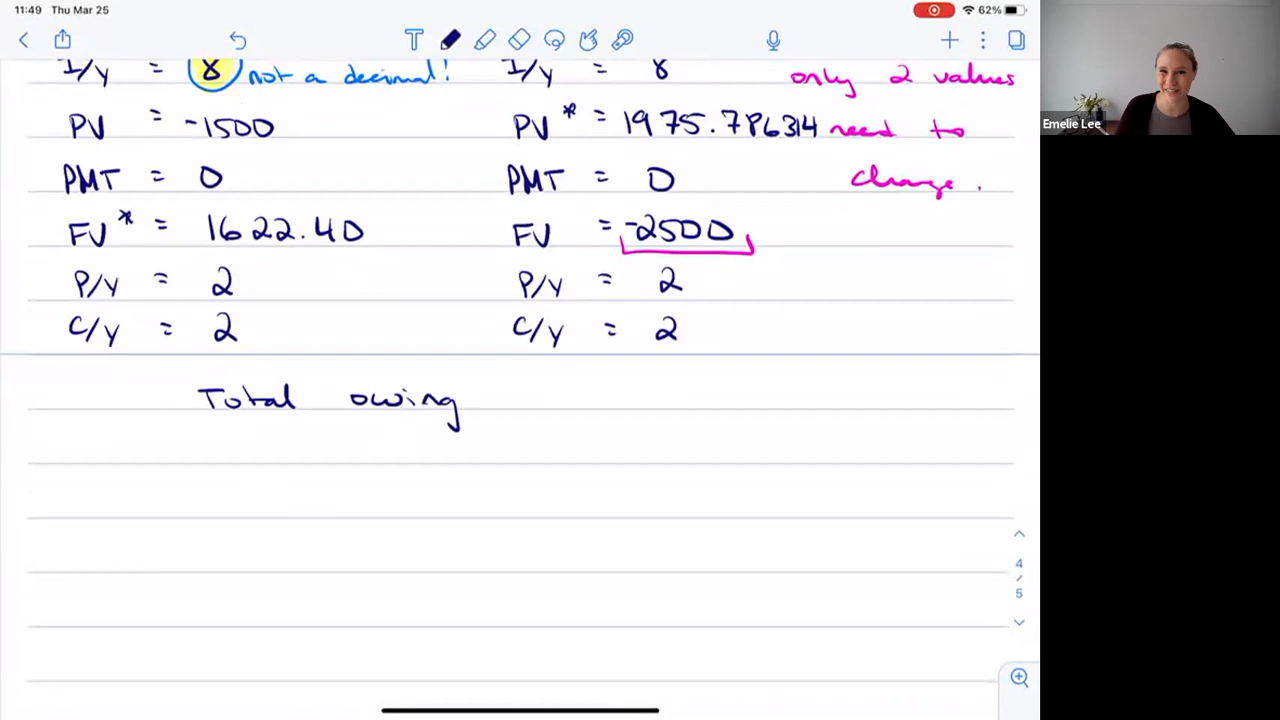 11:49 Thu Mar 25 62%
I/Y = 8 not a decimal! I/Y = 8 only 2 values
PV = -1500 PV* = 1975.786314 need to
PMT = 0 PMT = 0 change.
FV* = 1622.40 FV = -2500
P/Y = 2 P/Y = 2
C/Y = 2 C/Y = 2
Total owing
4
5
Emelie Lee